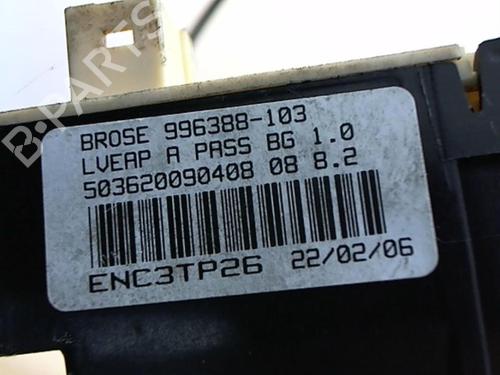 BROSE 996388-103
LVEAP A PASS BG 1.0
503620090408 08 8.2
ENC3TP26 22/02/06
B-PARTS